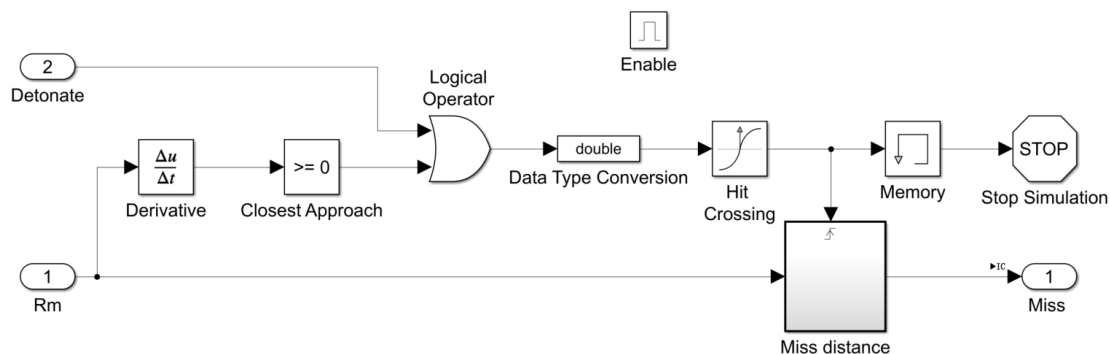 Enable
2
Detonate
Logical
Operator
Δu
Δt
Derivative
>= 0
Closest Approach
double
Data Type Conversion
Hit
Crossing
Memory
STOP
Stop Simulation
1
Rm
Miss distance
IC
1
Miss